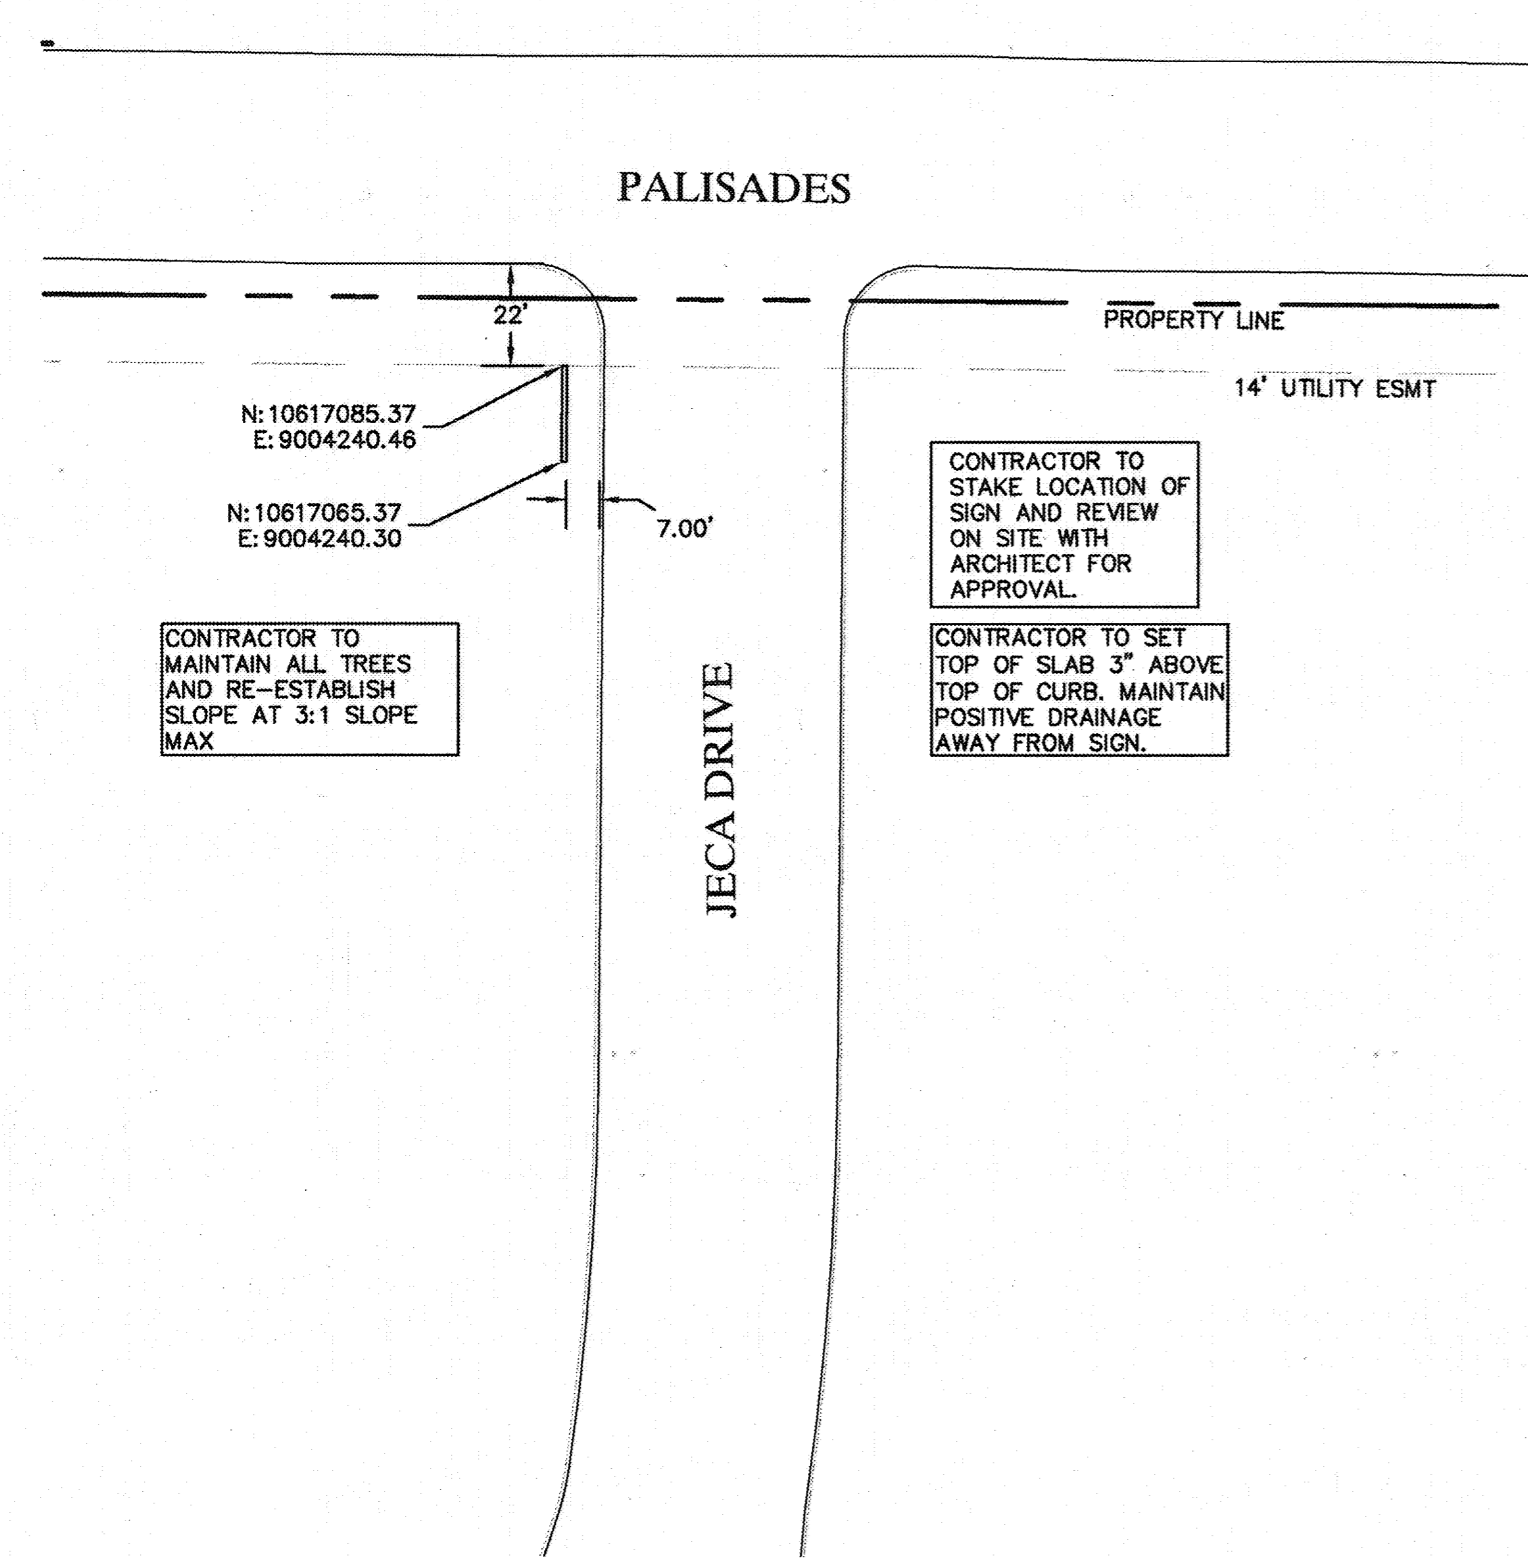 PALISADES
22'
PROPERTY LINE
14' UTILITY ESMT
N: 10617085.37
E: 9004240.46
N: 10617065.37
E: 9004240.30
7.00'
CONTRACTOR TO
STAKE LOCATION OF
SIGN AND REVIEW
ON SITE WITH
ARCHITECT FOR
APPROVAL.
CONTRACTOR TO
MAINTAIN ALL TREES
AND RE-ESTABLISH
SLOPE AT 3:1 SLOPE
MAX
CONTRACTOR TO SET
TOP OF SLAB 3" ABOVE
TOP OF CURB. MAINTAIN
POSITIVE DRAINAGE
AWAY FROM SIGN.
JECA DRIVE